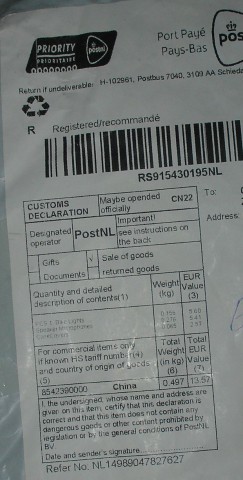 PRIORITY
PRIORITAIRE
postnl
Port Payé
Pays-Bas
Return if undeliverable: H-102961, Postbus 7040, 3109 AA Schieda
R Registered/recommandé
RS915430195NL
CUSTOMS DECLARATION
Maybe opended officially
CN22
To:
Designated operator
PostNL
Important! see instructions on the back
Address:
Gifts
v
Sale of goods
Documents
returned goods
Quantity and detailed description of contents(1)
Weight (kg)
EUR Value (3)
For commercial items only if known HS tariff number(4) and country of origin of goods (5)
Total Weight (in kg) (6)
Total EUR Value (7)
8542390000
China
0.497
13.57
I, the undersigned, whose name and address are
given on this item, certify that this declaration is
correct and that this item does not contain any
dangerous goods or other content prohibited by
legislation or by the general conditions of PostNL
BV
Date and sender's signature
Refer No. NL14989047827627